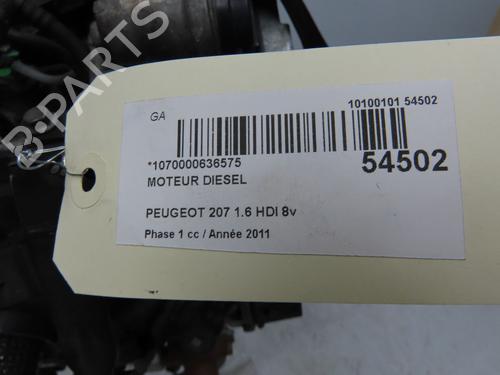 B-PARTS
GA
10100101 54502
*1070000636575
54502
MOTEUR DIESEL
PEUGEOT 207 1.6 HDI 8v
Phase 1 cc / Année 2011